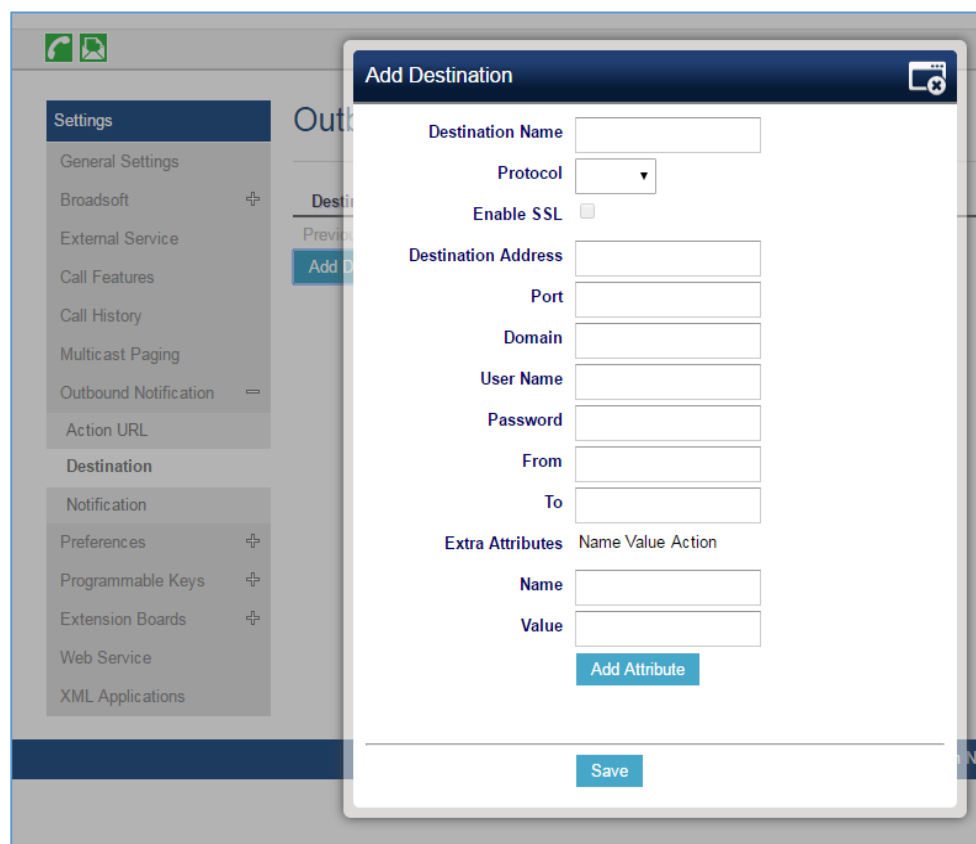 Settings
General Settings
Broadsoft
External Service
Call Features
Call History
Multicast Paging
Outbound Notification
Action URL
Destination
Notification
Preferences
Programmable Keys
Extension Boards
Web Service
XML Applications
Add Destination
Destination Name
Protocol
Enable SSL
Destination Address
Port
Domain
User Name
Password
From
To
Extra Attributes Name Value Action
Name
Value
Add Attribute
Save